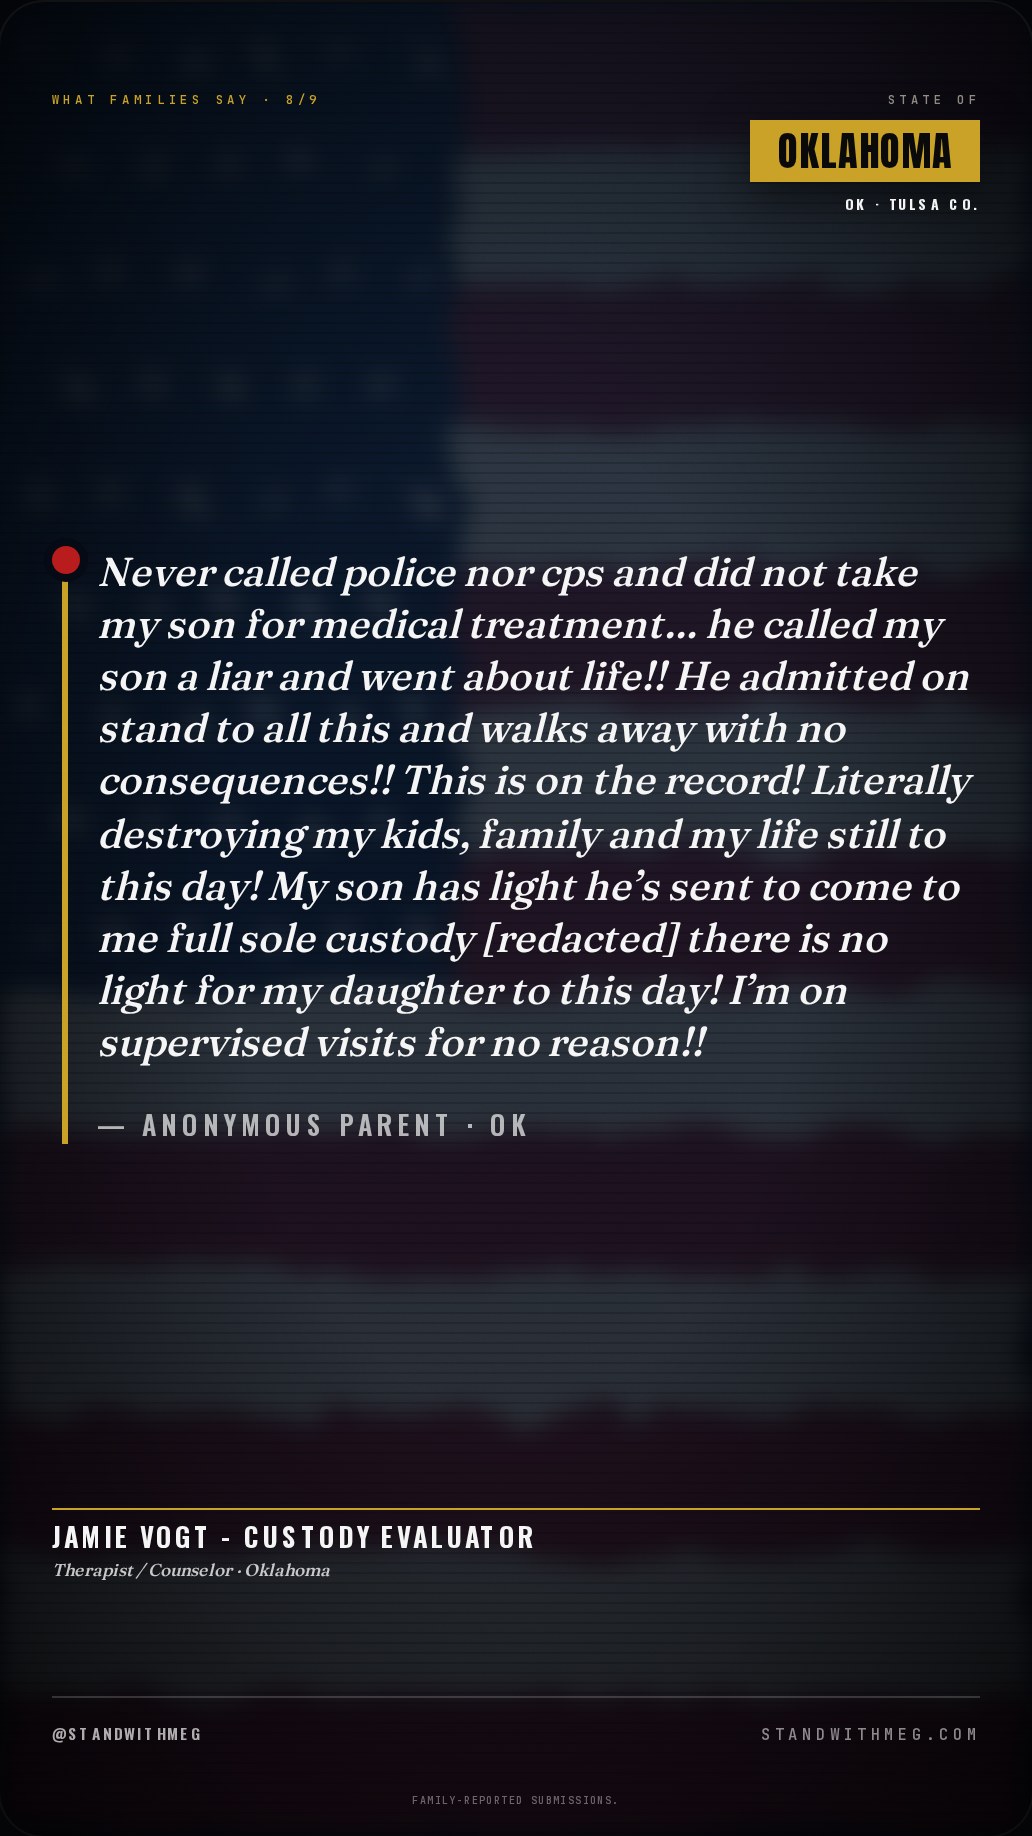 WHAT FAMILIES SAY · 8/9
STATE OF
OKLAHOMA
OK · TULSA CO.
Never called police nor cps and did not take
my son for medical treatment... he called my
son a liar and went about life!! He admitted on
stand to all this and walks away with no
consequences!! This is on the record! Literally
destroying my kids, family and my life still to
this day! My son has light he’s sent to come to
me full sole custody [redacted] there is no
light for my daughter to this day! I’m on
supervised visits for no reason!!
— ANONYMOUS PARENT · OK
JAMIE VOGT - CUSTODY EVALUATOR
Therapist / Counselor · Oklahoma
@STANDWITHMEG
STANDWITHMEG.COM
FAMILY-REPORTED SUBMISSIONS.